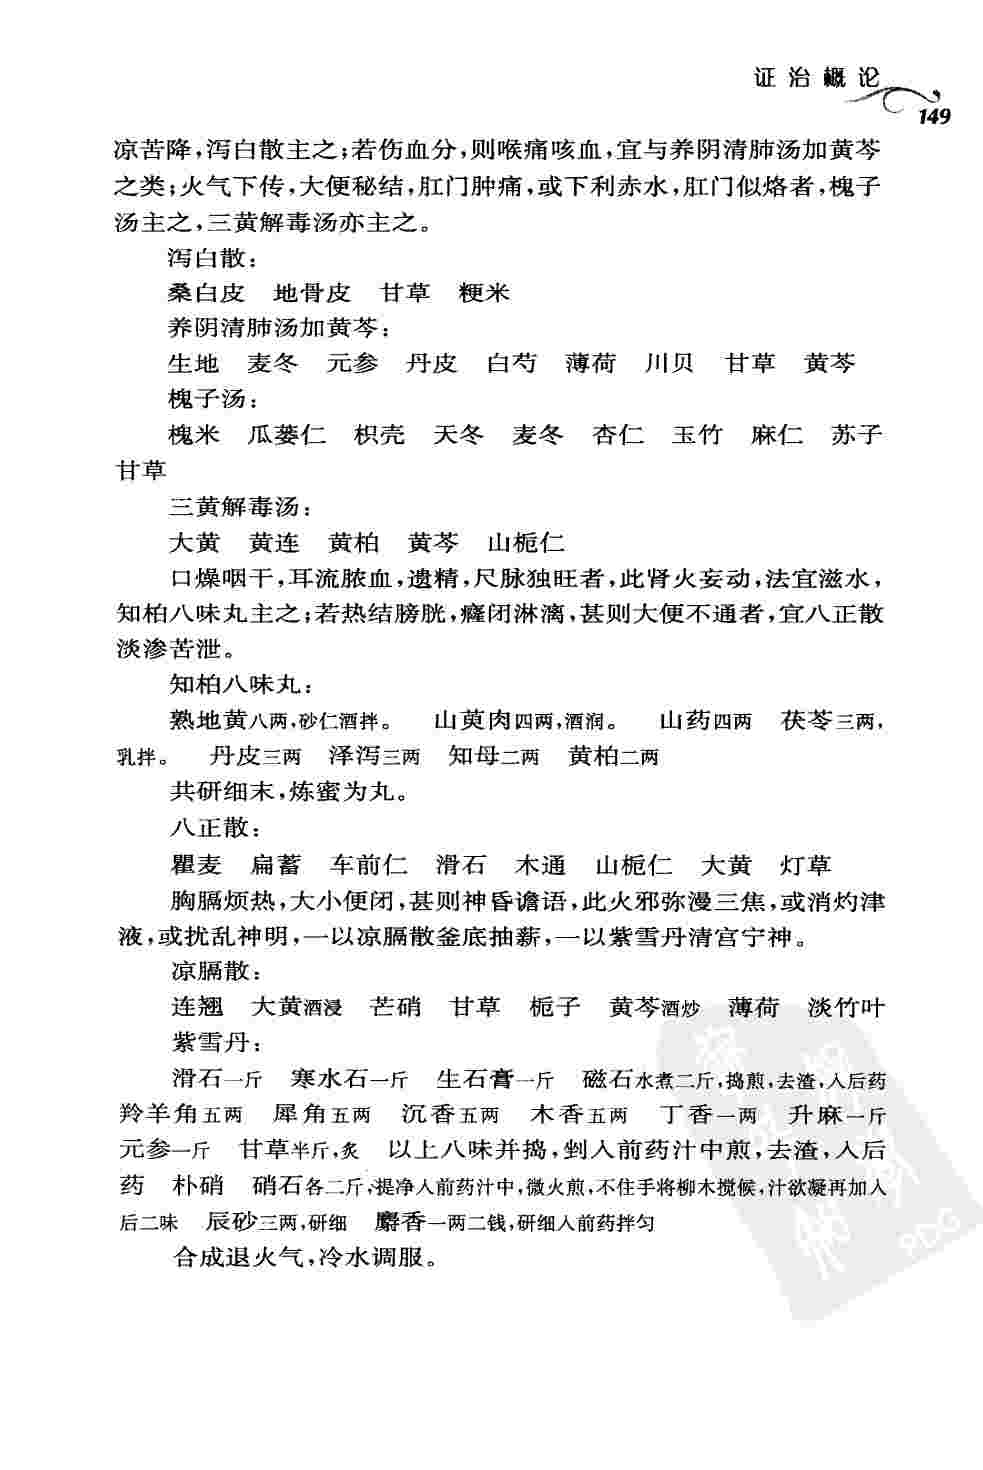 证治概论
149
凉苦降,泻白散主之;若伤血分,则喉痛咳血,宜与养阴清肺汤加黄芩
之类;火气下传,大便秘结,肛门肿痛,或下利赤水,肛门似烙者,槐子
汤主之,三黄解毒汤亦主之。
泻白散:
桑白皮 地骨皮 甘草 粳米
养阴清肺汤加黄芩:
生地 麦冬 元参 丹皮 白芍 薄荷 川贝 甘草 黄芩
槐子汤:
槐米 瓜蒌仁 枳壳 天冬 麦冬 杏仁 玉竹 麻仁 苏子
甘草
三黄解毒汤:
大黄 黄连 黄柏 黄芩 山栀仁
口燥咽干,耳流脓血,遗精,尺脉独旺者,此肾火妄动,法宜滋水,
知柏八味丸主之;若热结膀胱,癃闭淋漓,甚则大便不通者,宜八正散
淡渗苦泄。
知柏八味丸:
熟地黄八两,砂仁酒拌。 山萸肉四两,酒润。 山药四两 茯苓三两,
乳拌。 丹皮三两 泽泻三两 知母二两 黄柏二两
共研细末,炼蜜为丸。
八正散:
瞿麦 扁蓄 车前仁 滑石 木通 山栀仁 大黄 灯草
胸膈烦热,大小便闭,甚则神昏谵语,此火邪弥漫三焦,或消灼津
液,或扰乱神明,一以凉膈散釜底抽薪,一以紫雪丹清宫宁神。
凉膈散:
连翘 大黄酒浸 芒硝 甘草 栀子 黄芩酒炒 薄荷 淡竹叶
紫雪丹:
滑石一斤 寒水石一斤 生石膏一斤 磁石水煮二斤,捣煎,去渣,入后药
羚羊角五两 犀角五两 沉香五两 木香五两 丁香一两 升麻一斤
元参一斤 甘草半斤,炙 以上八味并捣,剉入前药汁中煎,去渣,入后
药 朴硝 硝石各二斤,提净入前药汁中,微火煎,不住手将柳木搅候,汁欲凝再加入
后二味 辰砂三两,研细 麝香一两二钱,研细入前药拌匀
合成退火气,冷水调服。
PDG